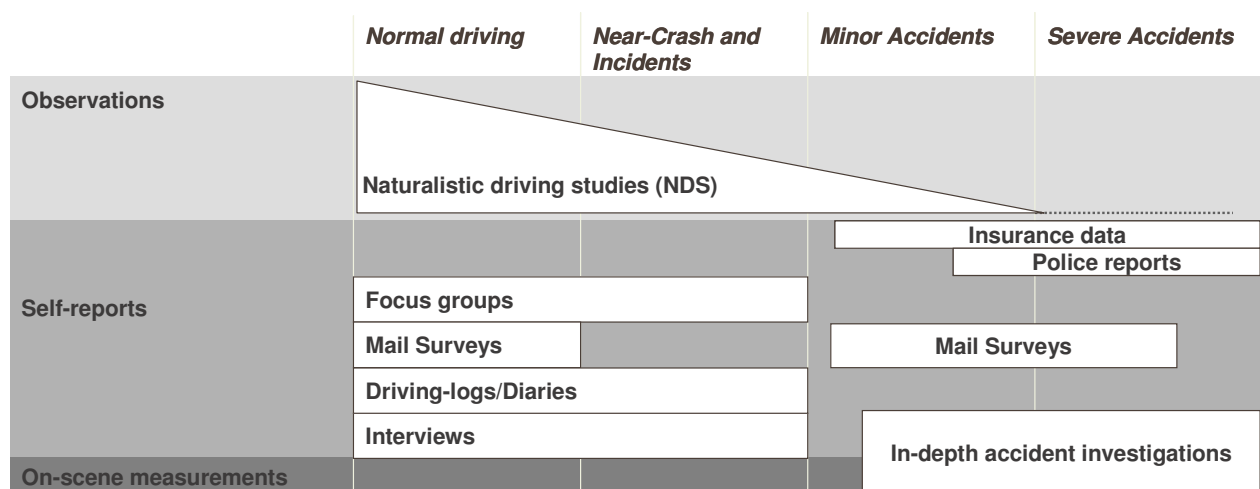 Normal driving
Near-Crash and
Incidents
Minor Accidents
Severe Accidents
Observations
Naturalistic driving studies (NDS)
Insurance data
Police reports
Self-reports
Focus groups
Mail Surveys
Mail Surveys
Driving-logs/Diaries
Interviews
In-depth accident investigations
On-scene measurements